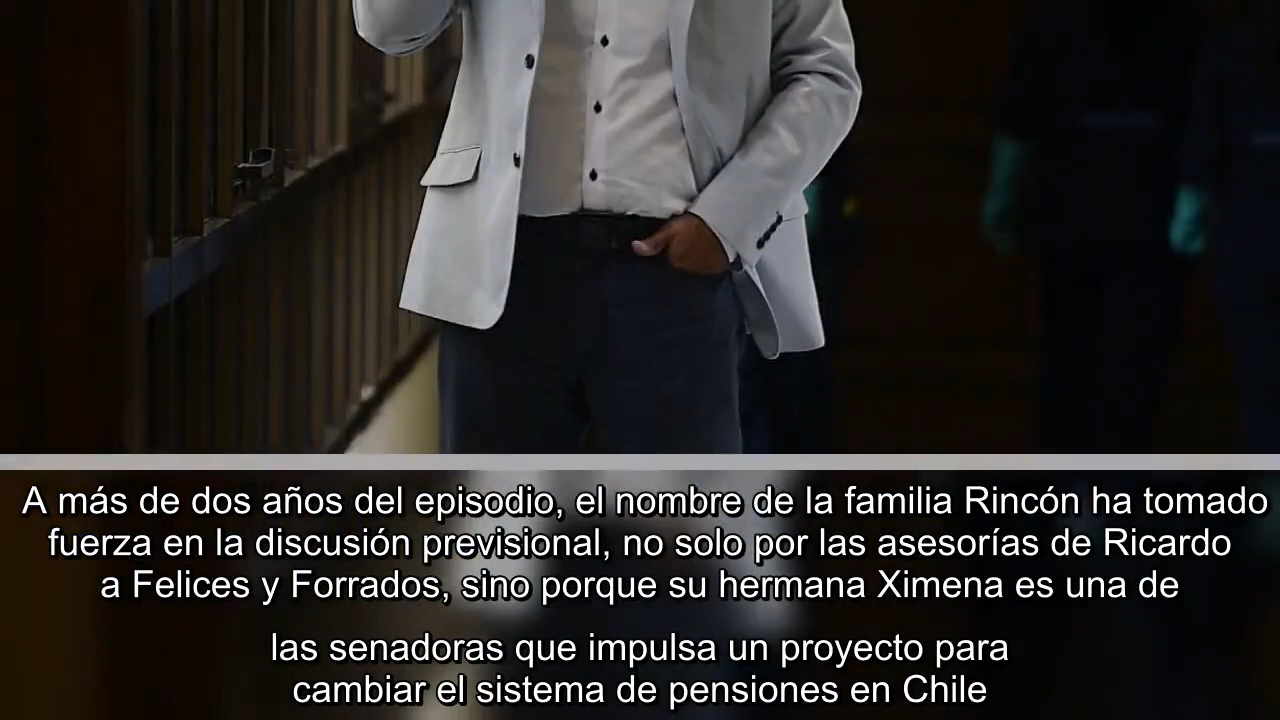 A más de dos años del episodio, el nombre de la familia Rincón ha tomado
fuerza en la discusión previsional, no solo por las asesorías de Ricardo
a Felices y Forrados, sino porque su hermana Ximena es una de
las senadoras que impulsa un proyecto para
cambiar el sistema de pensiones en Chile